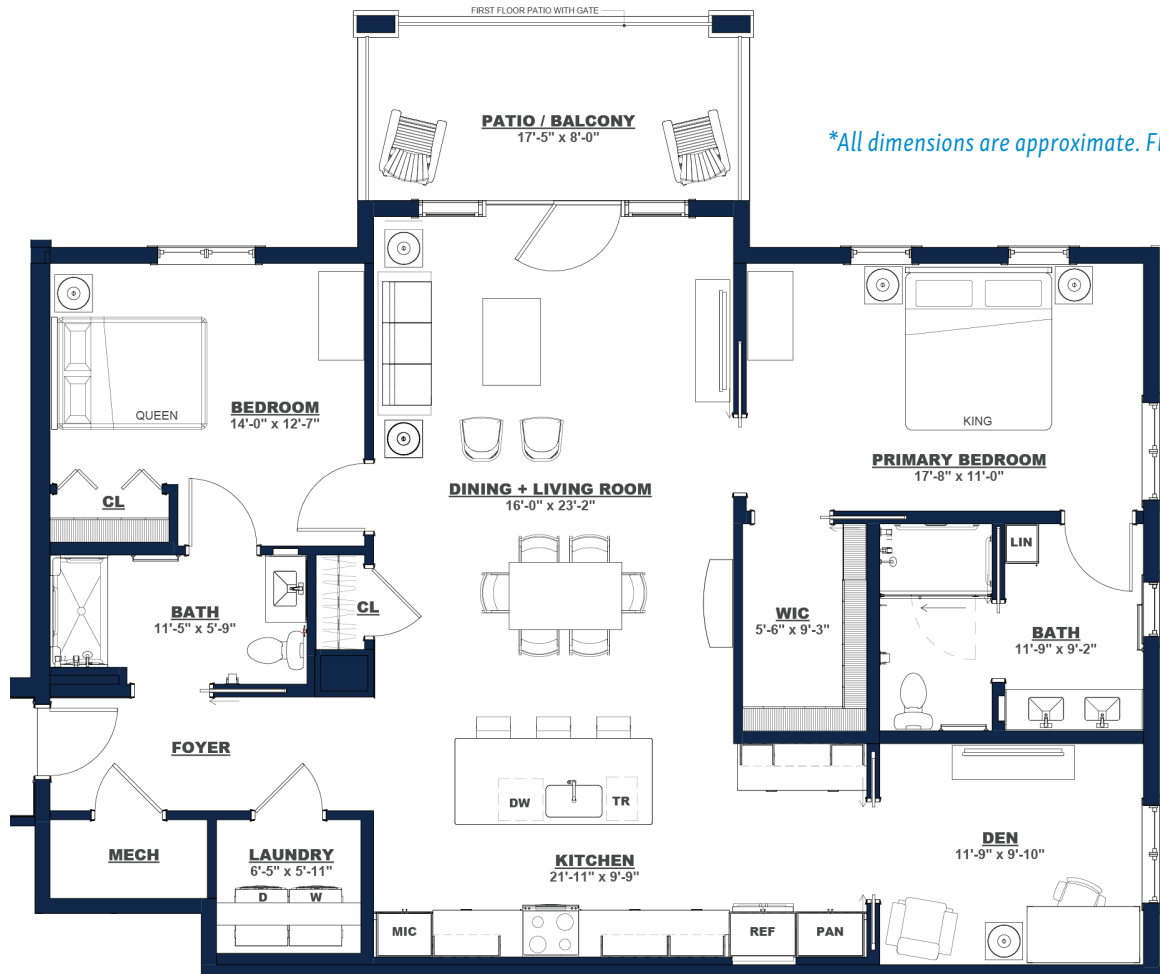 FIRST FLOOR PATIO WITH GATE
PATIO / BALCONY
17'-5" x 8'-0"
*All dimensions are approximate.
QUEEN
BEDROOM
14'-0" x 12'-7"
KING
PRIMARY BEDROOM
17'-8" x 11'-0"
CL
DINING + LIVING ROOM
16'-0" x 23'-2"
LIN
BATH
11'-5" x 5'-9"
CL
WIC
5'-6" x 9'-3"
BATH
11'-9" x 9'-2"
FOYER
DW
TR
MECH
LAUNDRY
6'-5" x 5'-11"
D
W
KITCHEN
21'-11" x 9'-9"
DEN
11'-9" x 9'-10"
MIC
REF
PAN